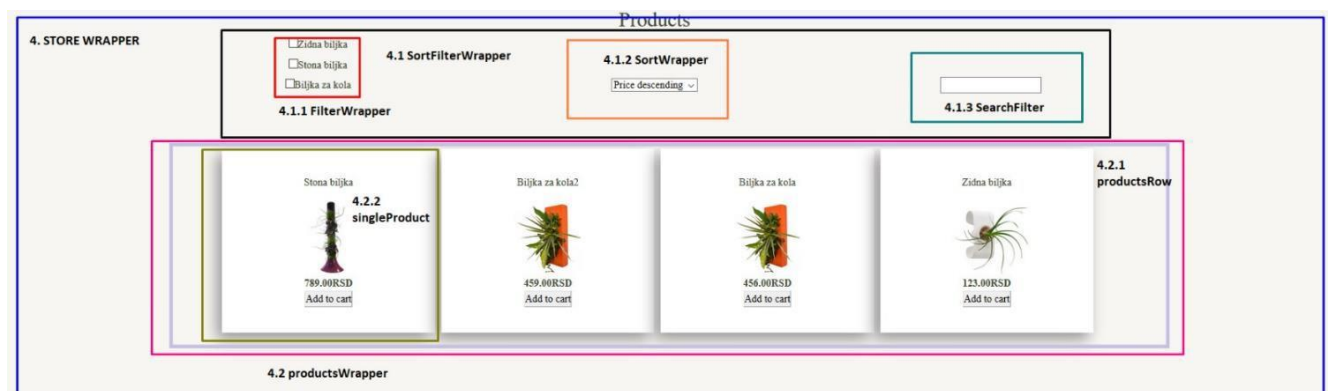 Products
4. STORE WRAPPER
Zidna biljka
Stona biljka
Biljka za kola
4.1 SortFilterWrapper
4.1.1 FilterWrapper
4.1.2 SortWrapper
Price descending
4.1.3 SearchFilter
4.2.1
productsRow
Stona biljka
4.2.2
singleProduct
789.00RSD
Add to cart
Biljka za kola2
459.00RSD
Add to cart
Biljka za kola
456.00RSD
Add to cart
Zidna biljka
123.00RSD
Add to cart
4.2 productsWrapper